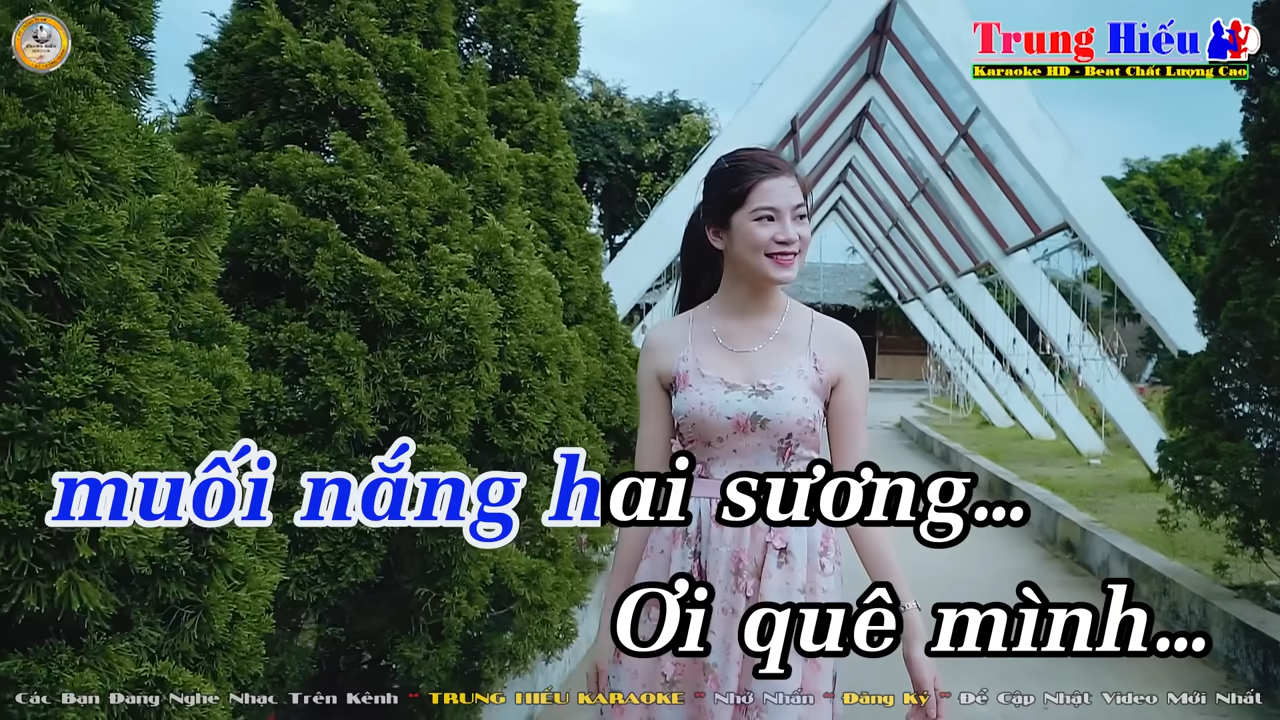 Trung Hiếu
Karaoke HD - Beat Chất Lượng Cao
muối nắng hai sương...
Ơi quê mình...
Các Bạn Đang Nghe Nhạc Trên Kênh " TRUNG HIẾU KARAOKE " Nhớ Nhấn " Đăng Ký " Để Cập Nhật Video Mới Nhất